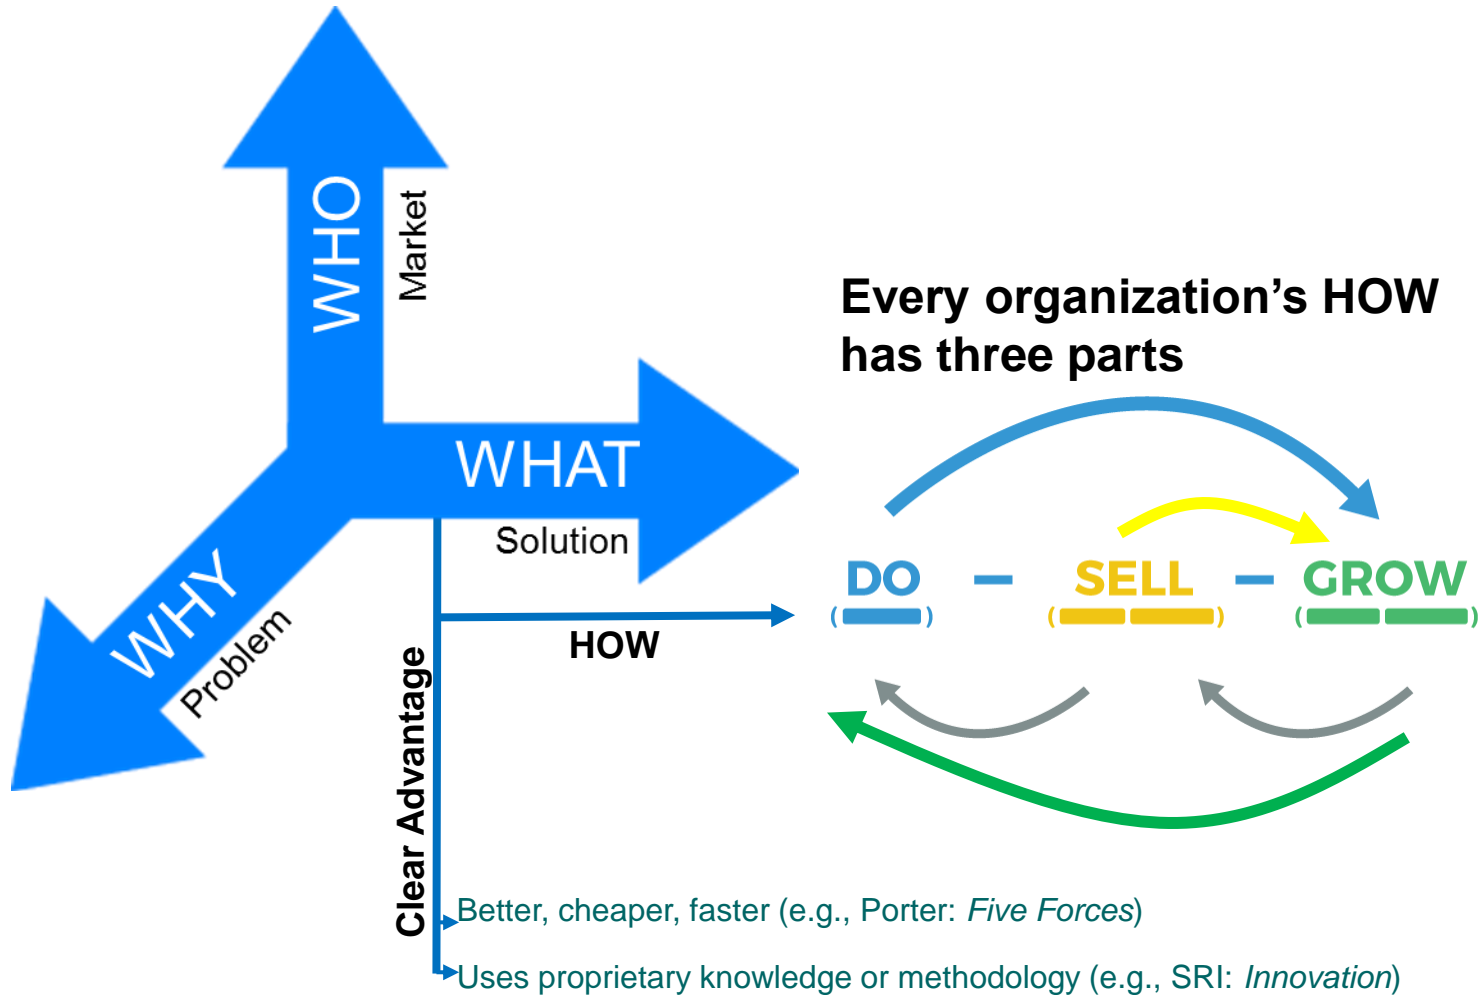 WHO
Market
Every organization’s HOW
has three parts
WHAT
Solution
WHY
Problem
DO – SELL – GROW
( ) ( ) ( )
HOW
Clear Advantage
Better, cheaper, faster (e.g., Porter: Five Forces)
Uses proprietary knowledge or methodology (e.g., SRI: Innovation)